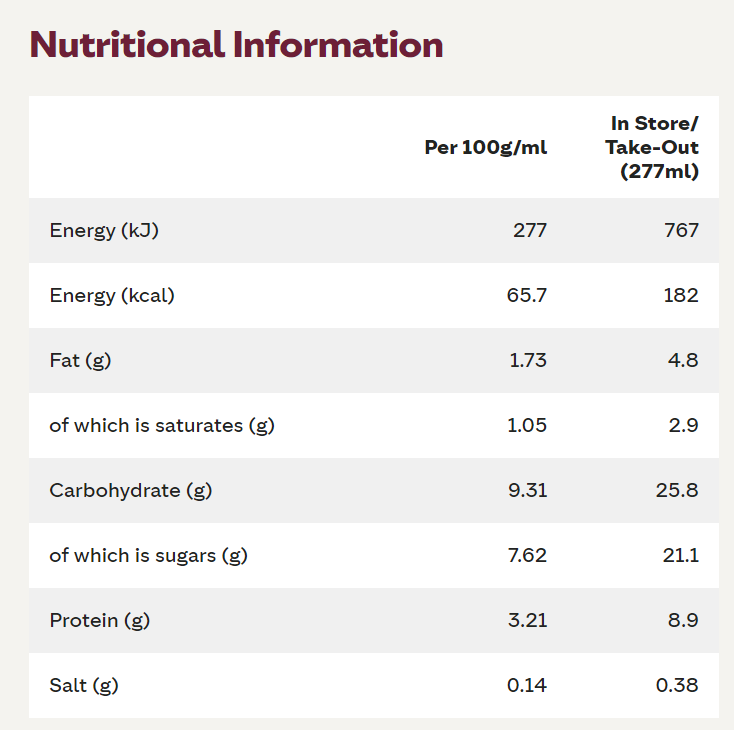 Nutritional Information
Per 100g/ml In Store/
Take-Out
(277ml)
Energy (kJ) 277 767
Energy (kcal) 65.7 182
Fat (g) 1.73 4.8
of which is saturates (g) 1.05 2.9
Carbohydrate (g) 9.31 25.8
of which is sugars (g) 7.62 21.1
Protein (g) 3.21 8.9
Salt (g) 0.14 0.38